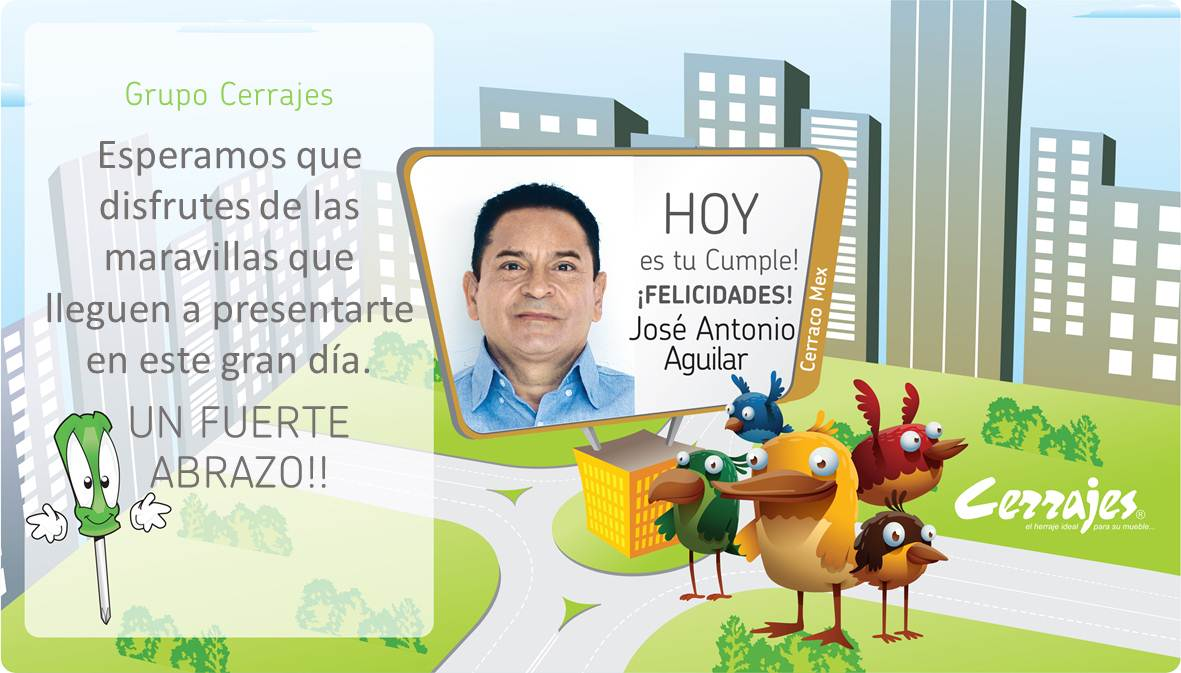 Grupo Cerrajes
Esperamos que
disfrutes de las
maravillas que
lleguen a presentarte
en este gran día.
UN FUERTE
ABRAZO!!
HOY
es tu Cumple!
¡FELICIDADES!
José Antonio
Aguilar
Cerraco Mex
Cerrajes®
el herraje ideal para su mueble...